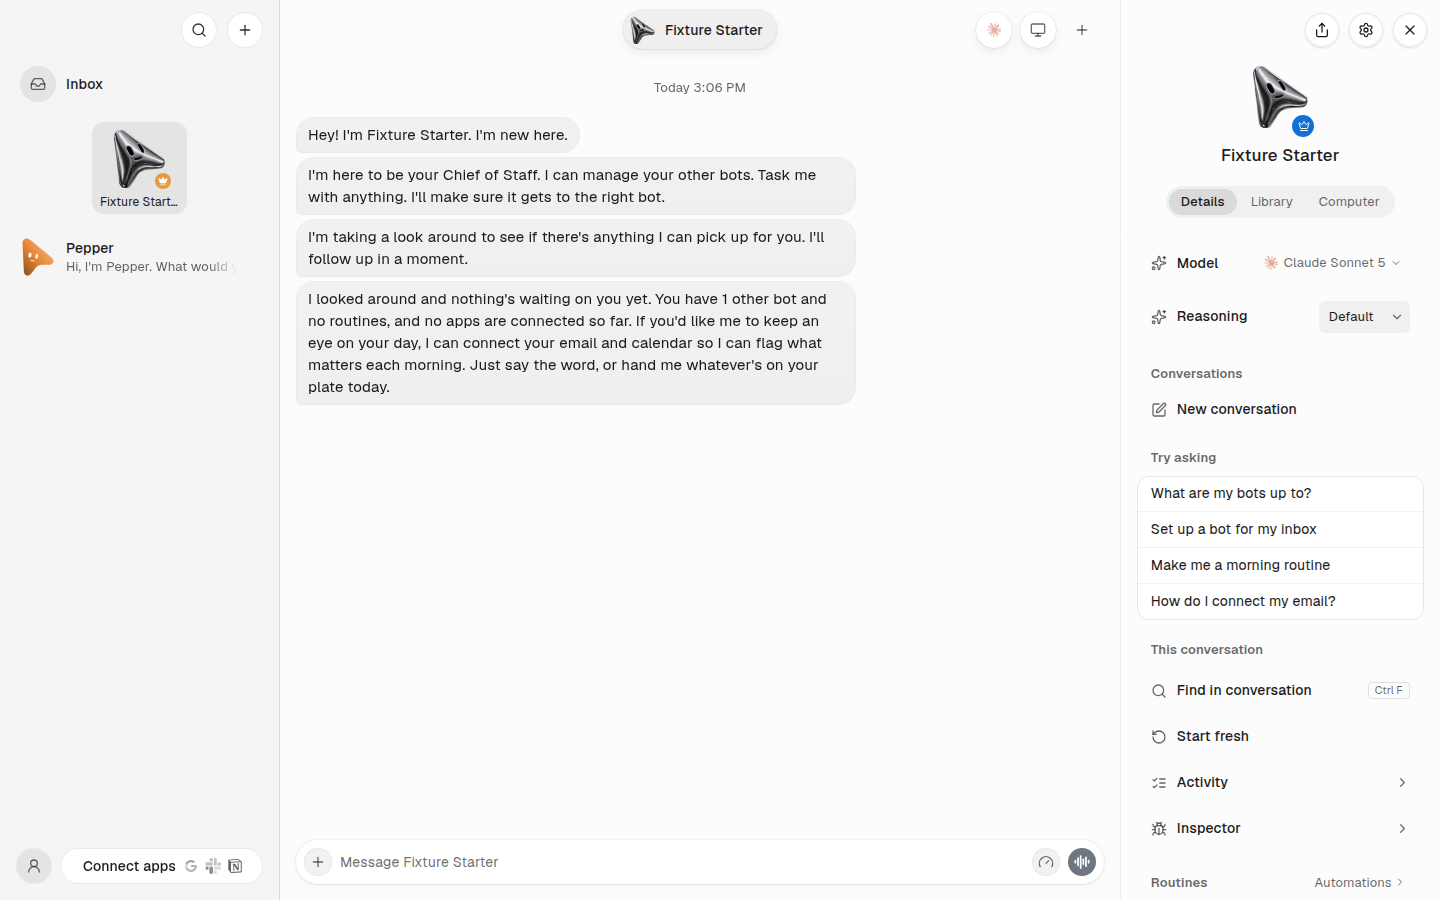 Inbox
Fixture Start...
Pepper
Hi, I'm Pepper. What would
Connect apps
Fixture Starter
Today 3:06 PM
Hey! I'm Fixture Starter. I'm new here.
I'm here to be your Chief of Staff. I can manage your other bots. Task me
with anything. I'll make sure it gets to the right bot.
I'm taking a look around to see if there's anything I can pick up for you. I'll
follow up in a moment.
I looked around and nothing's waiting on you yet. You have 1 other bot and
no routines, and no apps are connected so far. If you'd like me to keep an
eye on your day, I can connect your email and calendar so I can flag what
matters each morning. Just say the word, or hand me whatever's on your
plate today.
Message Fixture Starter
Fixture Starter
Details Library Computer
Model Claude Sonnet 5
Reasoning Default
Conversations
New conversation
Try asking
What are my bots up to?
Set up a bot for my inbox
Make me a morning routine
How do I connect my email?
This conversation
Find in conversation Ctrl F
Start fresh
Activity
Inspector
Routines Automations